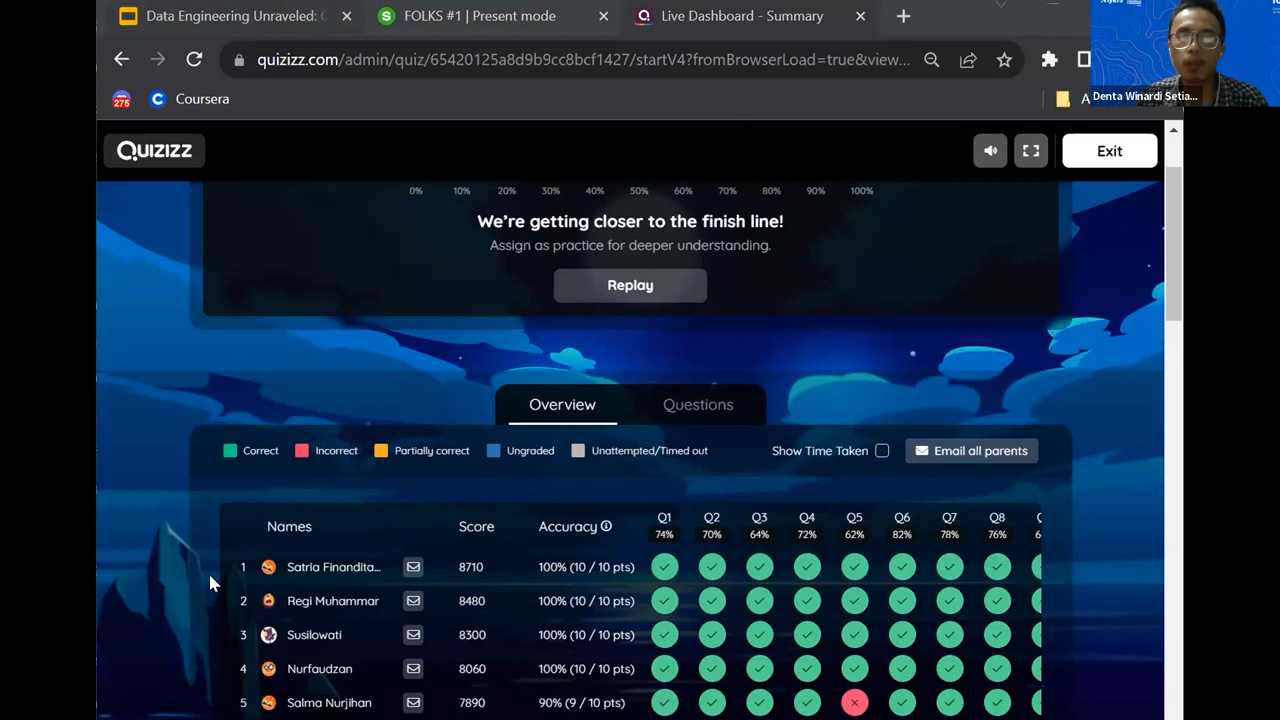 Data Engineering Unraveled:
FOLKS #1 | Present mode
Live Dashboard - Summary
quizizz.com/admin/quiz/65420125a8d9b9cc8bcf1427/startV4?fromBrowserLoad=true&view...
275
Coursera
A
Denta Winardi Setia...
QUIZIZZ
Exit
0% 10% 20% 30% 40% 50% 60% 70% 80% 90% 100%
We're getting closer to the finish line!
Assign as practice for deeper understanding.
Replay
Overview Questions
Correct Incorrect Partially correct Ungraded Unattempted/Timed out Show Time Taken Email all parents
Names Score Accuracy Q1 Q2 Q3 Q4 Q5 Q6 Q7 Q8
74% 70% 64% 72% 62% 82% 78% 76%
1 Satria Finandita... 8710 100% (10 / 10 pts)
2 Regi Muhammar 8480 100% (10 / 10 pts)
3 Susilowati 8300 100% (10 / 10 pts)
4 Nurfaudzan 8060 100% (10 / 10 pts)
5 Salma Nurjihan 7890 90% (9 / 10 pts)